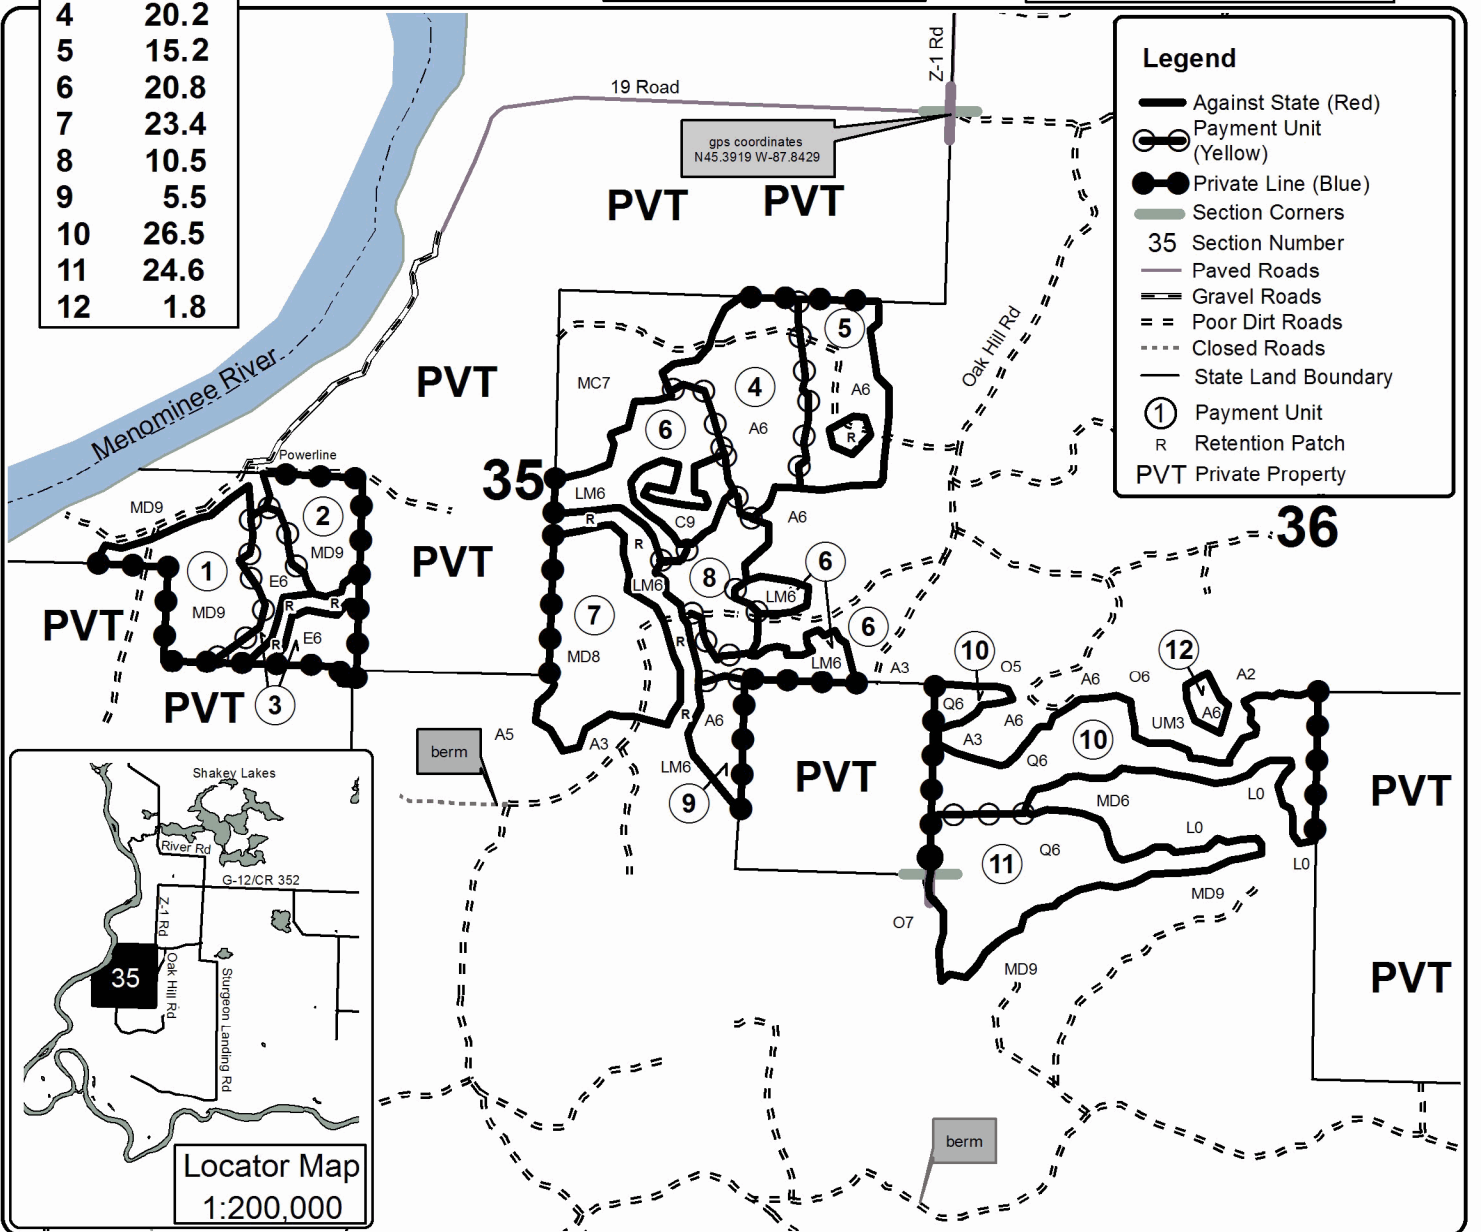 4 20.2
5 15.2
6 20.8
7 23.4
8 10.5
9 5.5
10 26.5
11 24.6
12 1.8
Z-1 Rd
19 Road
gps coordinates
N45.3919 W-87.8429
PVT PVT
Legend
Against State (Red)
Payment Unit
(Yellow)
Private Line (Blue)
Section Corners
35 Section Number
Paved Roads
Gravel Roads
Poor Dirt Roads
Closed Roads
State Land Boundary
1 Payment Unit
R Retention Patch
PVT Private Property
Menominee River
Oak Hill Rd
PVT
MC7
4
5
A6
A6
R
6
35
LM6
R
R
C9
A6
36
Powerline
MD9
2
MD9
1
MD9
E6
R
R
R
E6
3
PVT
PVT
PVT
7
MD8
LM6
8
LM6
6
6
LM6
A3
R
R
A6
LM6
9
A5
A3
berm
PVT
10
O5
Q6
A6
A3
A6
O6
12
A2
A6
UM3
10
Q6
MD6
L0
L0
L0
11
Q6
MD9
O7
MD9
PVT
PVT
berm
Shakey Lakes
River Rd
G-12/CR 352
Z-1 Rd
35
Oak Hill Rd
Sturgeon Landing Rd
Locator Map
1:200,000